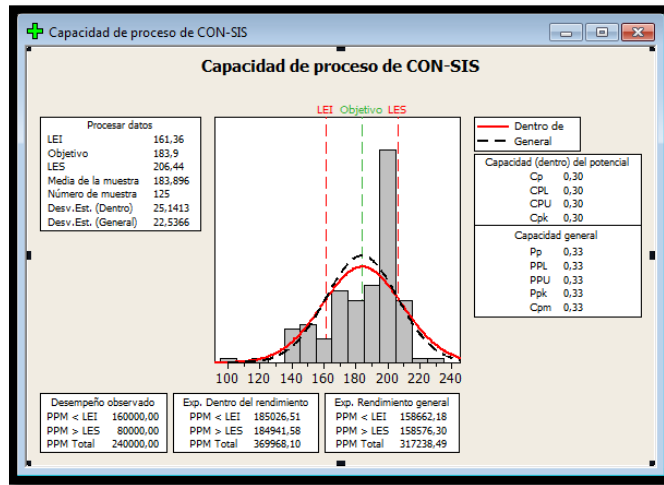 Capacidad de proceso de CON-SIS
Capacidad de proceso de CON-SIS
LEI Objetivo LES
Procesar datos
LEI 161,36
Objetivo 183,9
LES 206,44
Media de la muestra 183,896
Número de muestra 125
Desv.Est. (Dentro) 25,1413
Desv.Est. (General) 22,5366
Dentro de
General
Capacidad (dentro) del potencial
Cp 0,30
CPL 0,30
CPU 0,30
Cpk 0,30
Capacidad general
Pp 0,33
PPL 0,33
PPU 0,33
Ppk 0,33
Cpm 0,33
100 120 140 160 180 200 220 240
Desempeño observado
PPM < LEI 160000,00
PPM > LES 80000,00
PPM Total 240000,00
Exp. Dentro del rendimiento
PPM < LEI 185026,51
PPM > LES 184941,58
PPM Total 369968,10
Exp. Rendimiento general
PPM < LEI 158662,18
PPM > LES 158576,30
PPM Total 317238,49